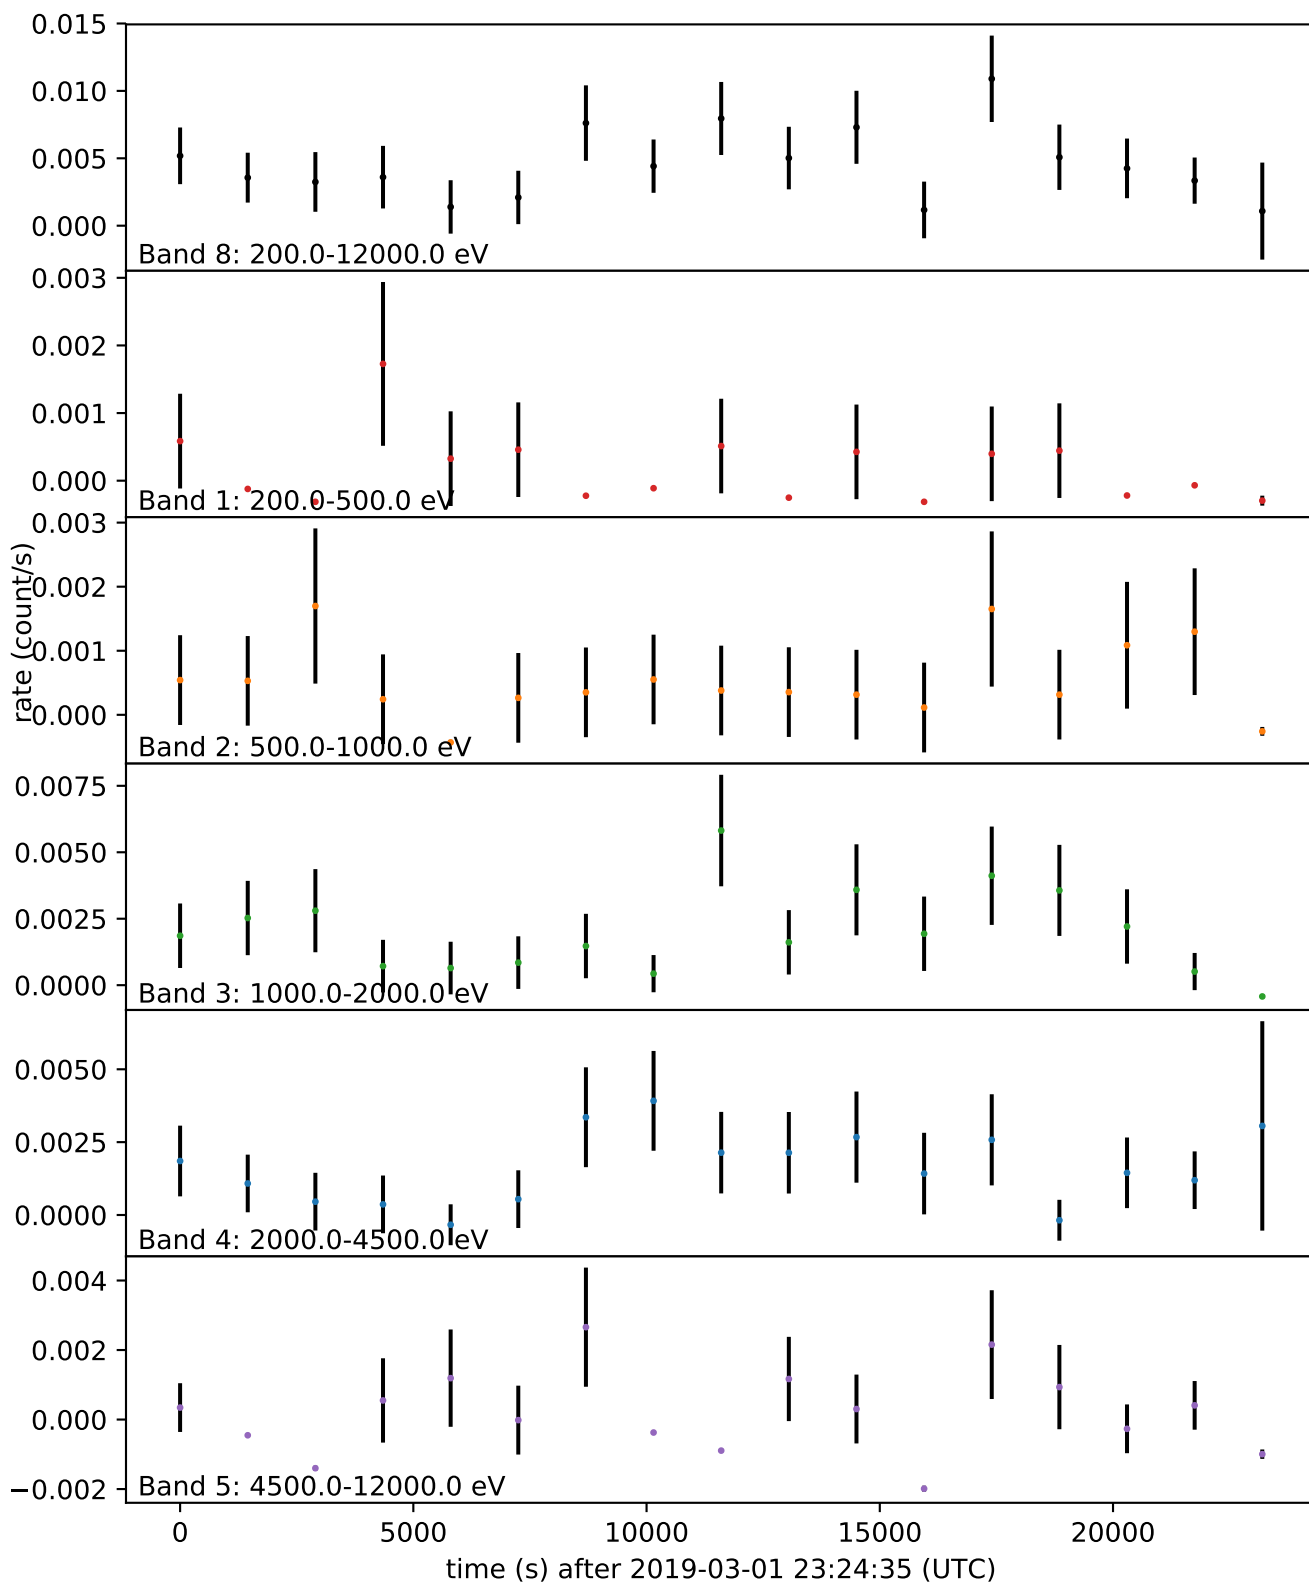 0.015
0.010
0.005
0.000
Band 8: 200.0-12000.0 eV
0.003
0.002
0.001
0.000
Band 1: 200.0-500.0 eV
0.003
0.002
0.001
0.000
Band 2: 500.0-1000.0 eV
rate (count/s)
0.0075
0.0050
0.0025
0.0000
Band 3: 1000.0-2000.0 eV
0.0050
0.0025
0.0000
Band 4: 2000.0-4500.0 eV
0.004
0.002
0.000
−0.002
Band 5: 4500.0-12000.0 eV
0 5000 10000 15000 20000
time (s) after 2019-03-01 23:24:35 (UTC)